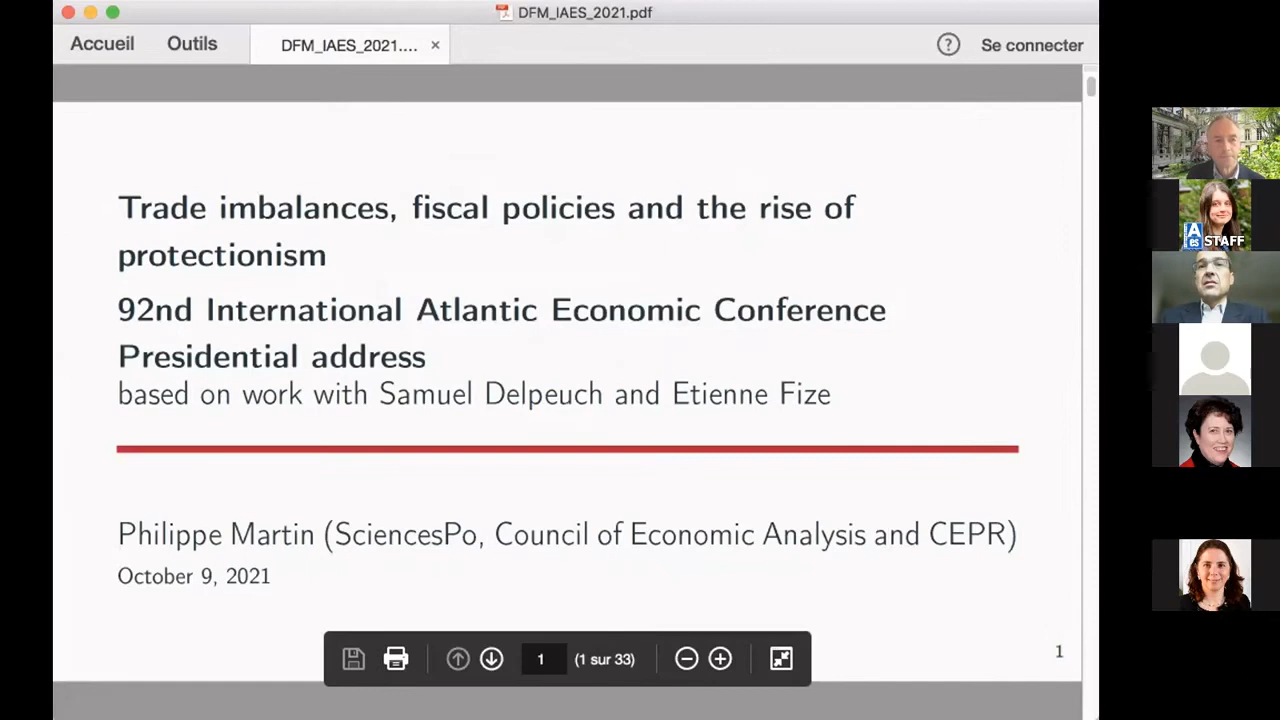 DFM_IAES_2021.pdf
Accueil
Outils
DFM_IAES_2021....
×
?
Se connecter
Trade imbalances, fiscal policies and the rise of
protectionism
92nd International Atlantic Economic Conference
Presidential address
based on work with Samuel Delpeuch and Etienne Fize
Philippe Martin (SciencesPo, Council of Economic Analysis and CEPR)
October 9, 2021
1
1
(1 sur 33)
A
es
STAFF